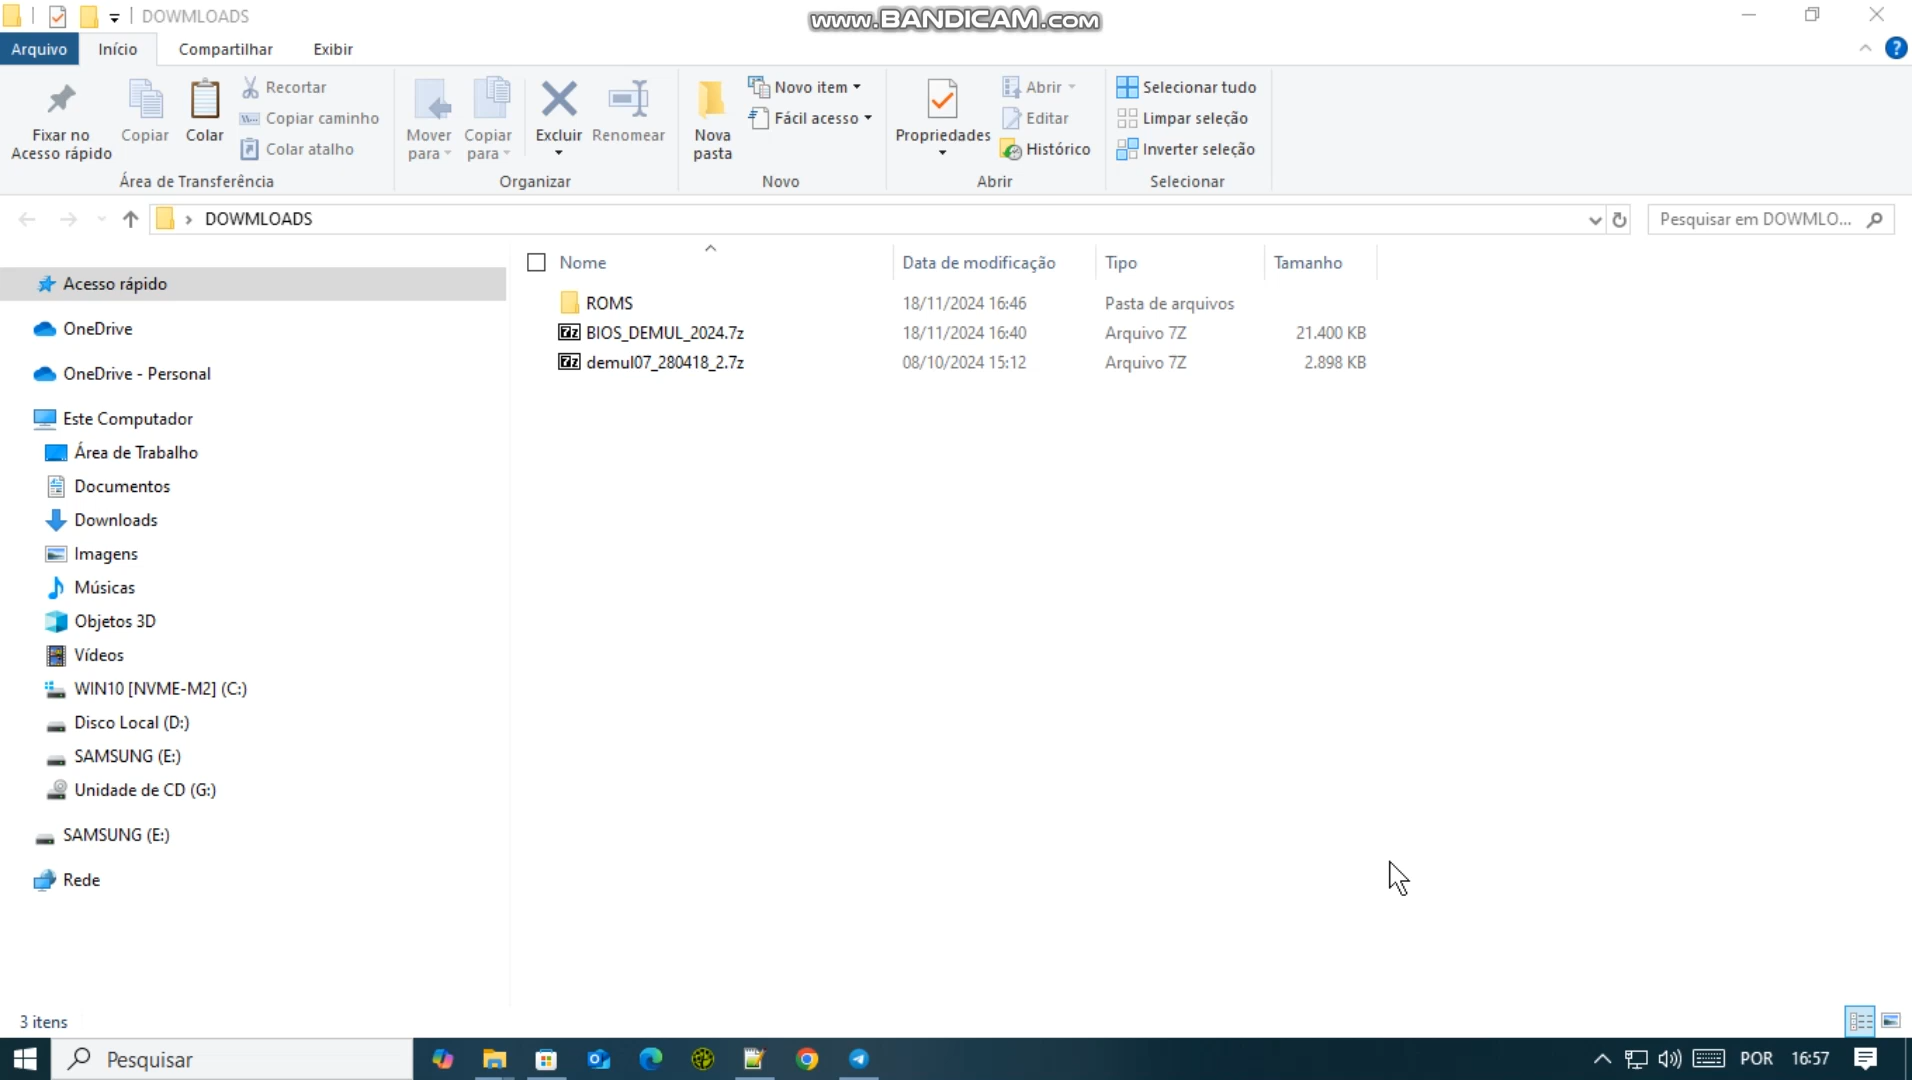 DOWMLOADS
www.BANDICAM.com
Arquivo Início Compartilhar Exibir
Fixar no Acesso rápido
Copiar
Colar
Recortar
Copiar caminho
Colar atalho
Área de Transferência
Mover para
Copiar para
Excluir
Renomear
Organizar
Nova pasta
Novo item
Fácil acesso
Novo
Propriedades
Abrir
Editar
Histórico
Abrir
Selecionar tudo
Limpar seleção
Inverter seleção
Selecionar
DOWMLOADS
Pesquisar em DOWMLO...
Nome Data de modificação Tipo Tamanho
ROMS 18/11/2024 16:46 Pasta de arquivos
BIOS_DEMUL_2024.7z 18/11/2024 16:40 Arquivo 7Z 21.400 KB
demul07_280418_2.7z 08/10/2024 15:12 Arquivo 7Z 2.898 KB
Acesso rápido
OneDrive
OneDrive - Personal
Este Computador
Área de Trabalho
Documentos
Downloads
Imagens
Músicas
Objetos 3D
Vídeos
WIN10 [NVME-M2] (C:)
Disco Local (D:)
SAMSUNG (E:)
Unidade de CD (G:)
SAMSUNG (E:)
Rede
3 itens
Pesquisar
POR 16:57